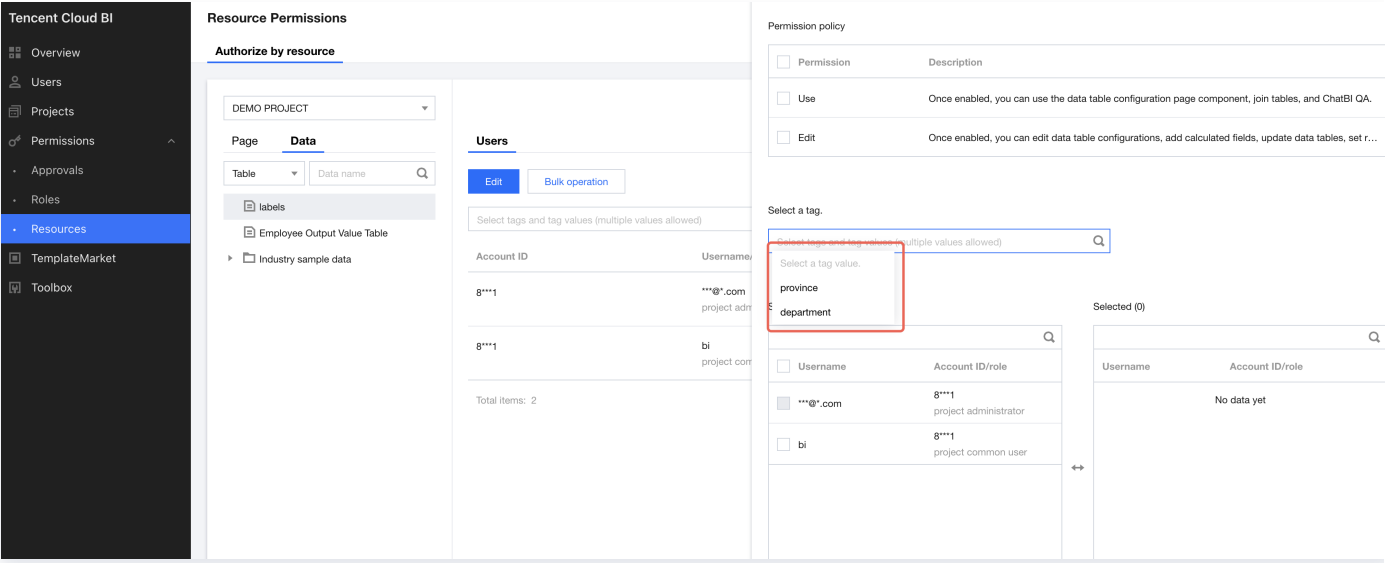 Tencent Cloud BI
Overview
Users
Projects
Permissions
Approvals
Roles
Resources
TemplateMarket
Toolbox
Resource Permissions
Authorize by resource
DEMO PROJECT
Page Data
Table Data name
labels
Employee Output Value Table
Industry sample data
Users
Edit Bulk operation
Select tags and tag values (multiple values allowed)
Account ID Username/
8***1 ***@*.com
project adm
8***1 bi
project com
Total items: 2
Permission policy
Permission Description
Use Once enabled, you can use the data table configuration page component, join tables, and ChatBI QA.
Edit Once enabled, you can edit data table configurations, add calculated fields, update data tables, set r...
Select a tag.
Select tags and tag values (multiple values allowed)
Select a tag value.
province
department
Selected (0)
Username Account ID/role
***@*.com 8***1
project administrator
bi 8***1
project common user
Username Account ID/role
No data yet